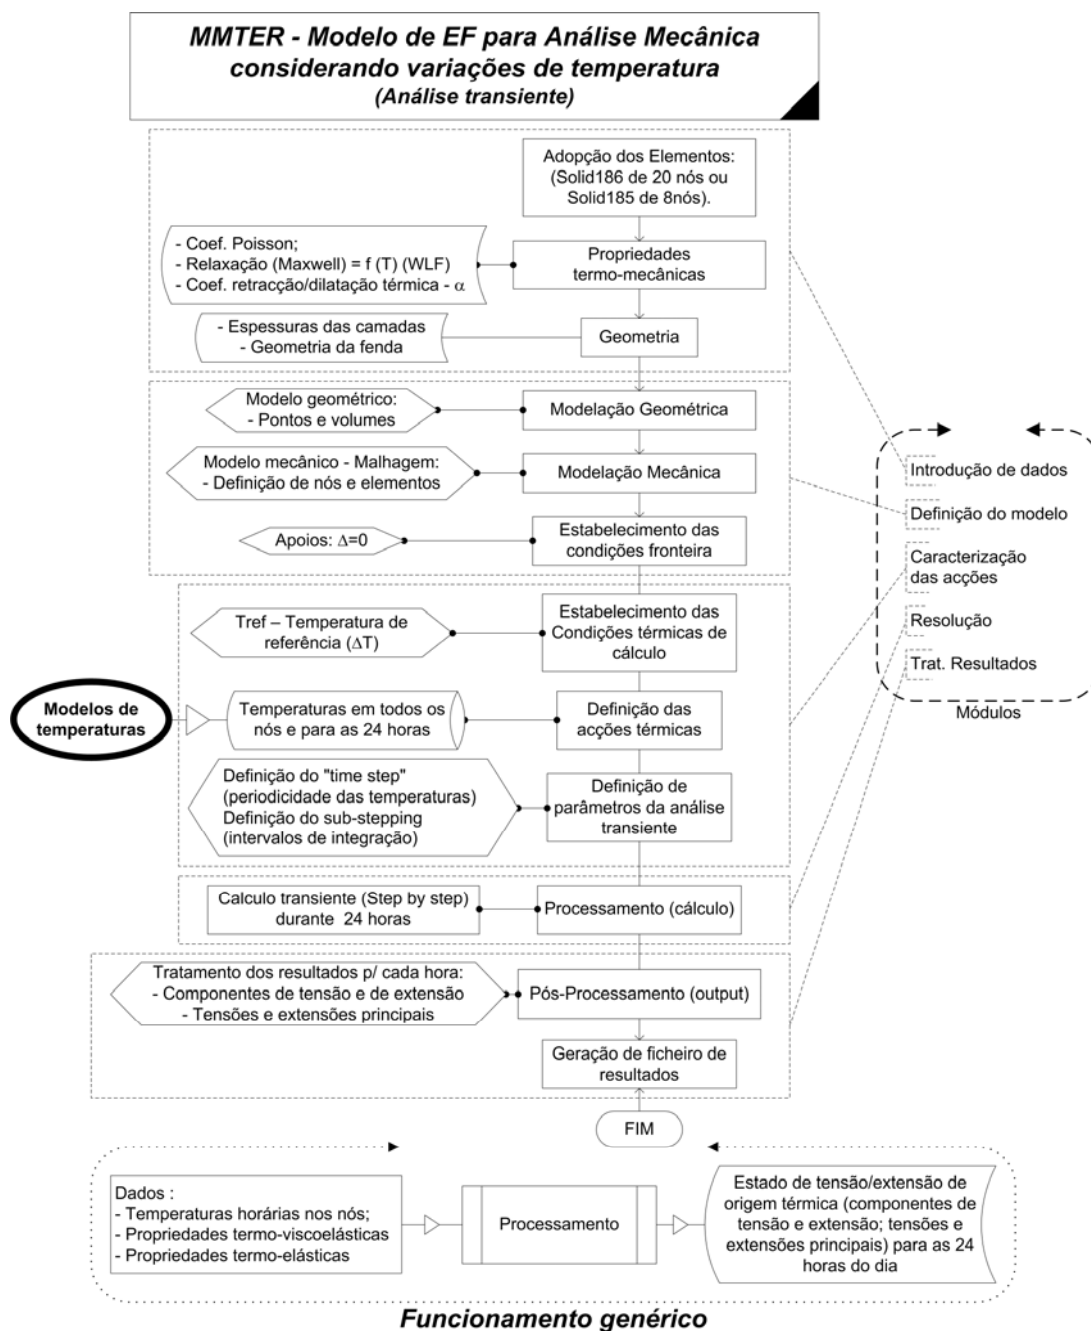 MMTER - Modelo de EF para Análise Mecânica
considerando variações de temperatura
(Análise transiente)
Adopção dos Elementos:
(Solid186 de 20 nós ou
Solid185 de 8nós).
- Coef. Poisson;
- Relaxação (Maxwell) = f (T) (WLF)
- Coef. retracção/dilatação térmica - α
Propriedades
termo-mecânicas
- Espessuras das camadas
- Geometria da fenda
Geometria
Modelo geométrico:
- Pontos e volumes
Modelação Geométrica
Modelo mecânico - Malhagem:
- Definição de nós e elementos
Modelação Mecânica
Apoios: Δ=0
Estabelecimento das
condições fronteira
Tref – Temperatura de
referência (ΔT)
Estabelecimento das
Condições térmicas de
cálculo
Modelos de
temperaturas
Temperaturas em todos os
nós e para as 24 horas
Definição das
acções térmicas
Definição do "time step"
(periodicidade das temperaturas)
Definição do sub-stepping
(intervalos de integração)
Definição de
parâmetros da análise
transiente
Calculo transiente (Step by step)
durante 24 horas
Processamento (cálculo)
Tratamento dos resultados p/ cada hora:
- Componentes de tensão e de extensão
- Tensões e extensões principais
Pós-Processamento (output)
Geração de ficheiro de
resultados
FIM
Introdução de dados
Definição do modelo
Caracterização
das acções
Resolução
Trat. Resultados
Módulos
Dados :
- Temperaturas horárias nos nós;
- Propriedades termo-viscoelásticas
- Propriedades termo-elásticas
Processamento
Estado de tensão/extensão de
origem térmica (componentes de
tensão e extensão; tensões e
extensões principais) para as 24
horas do dia
Funcionamento genérico